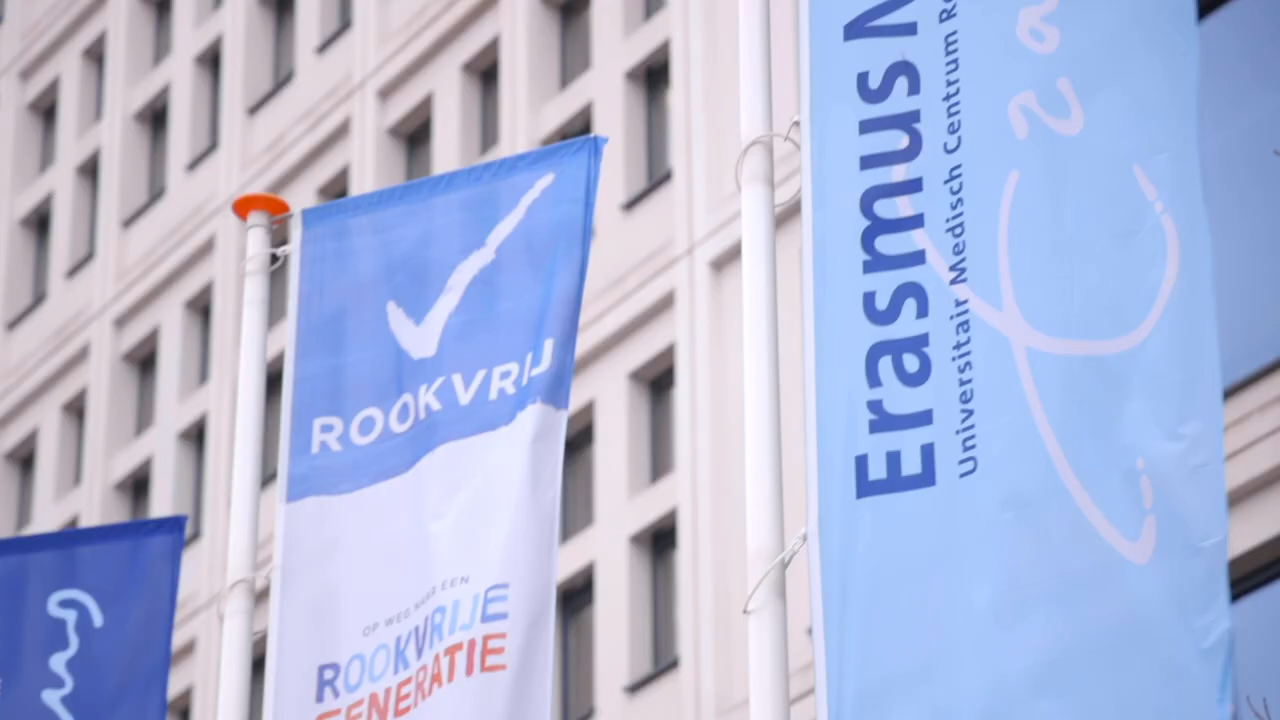 ROOKVRIJ
OP WEG NAAR EEN
ROOKVRIJE
GENERATIE
Erasmus
Universitair Medisch Centrum